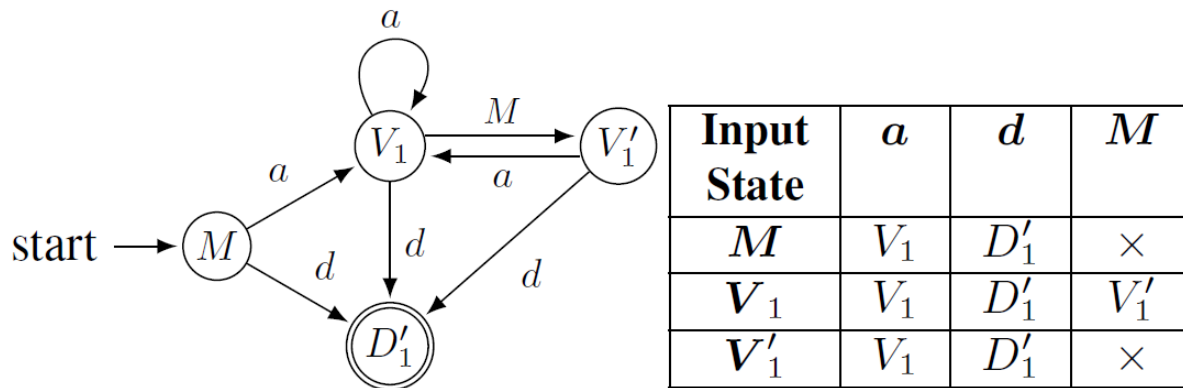 a
M
V₁
V₁′
a
a
start
M
d
d
d
D₁′
Input State
a
d
M
M
V₁
D₁′
×
V₁
V₁
D₁′
V₁′
V₁′
V₁
D₁′
×